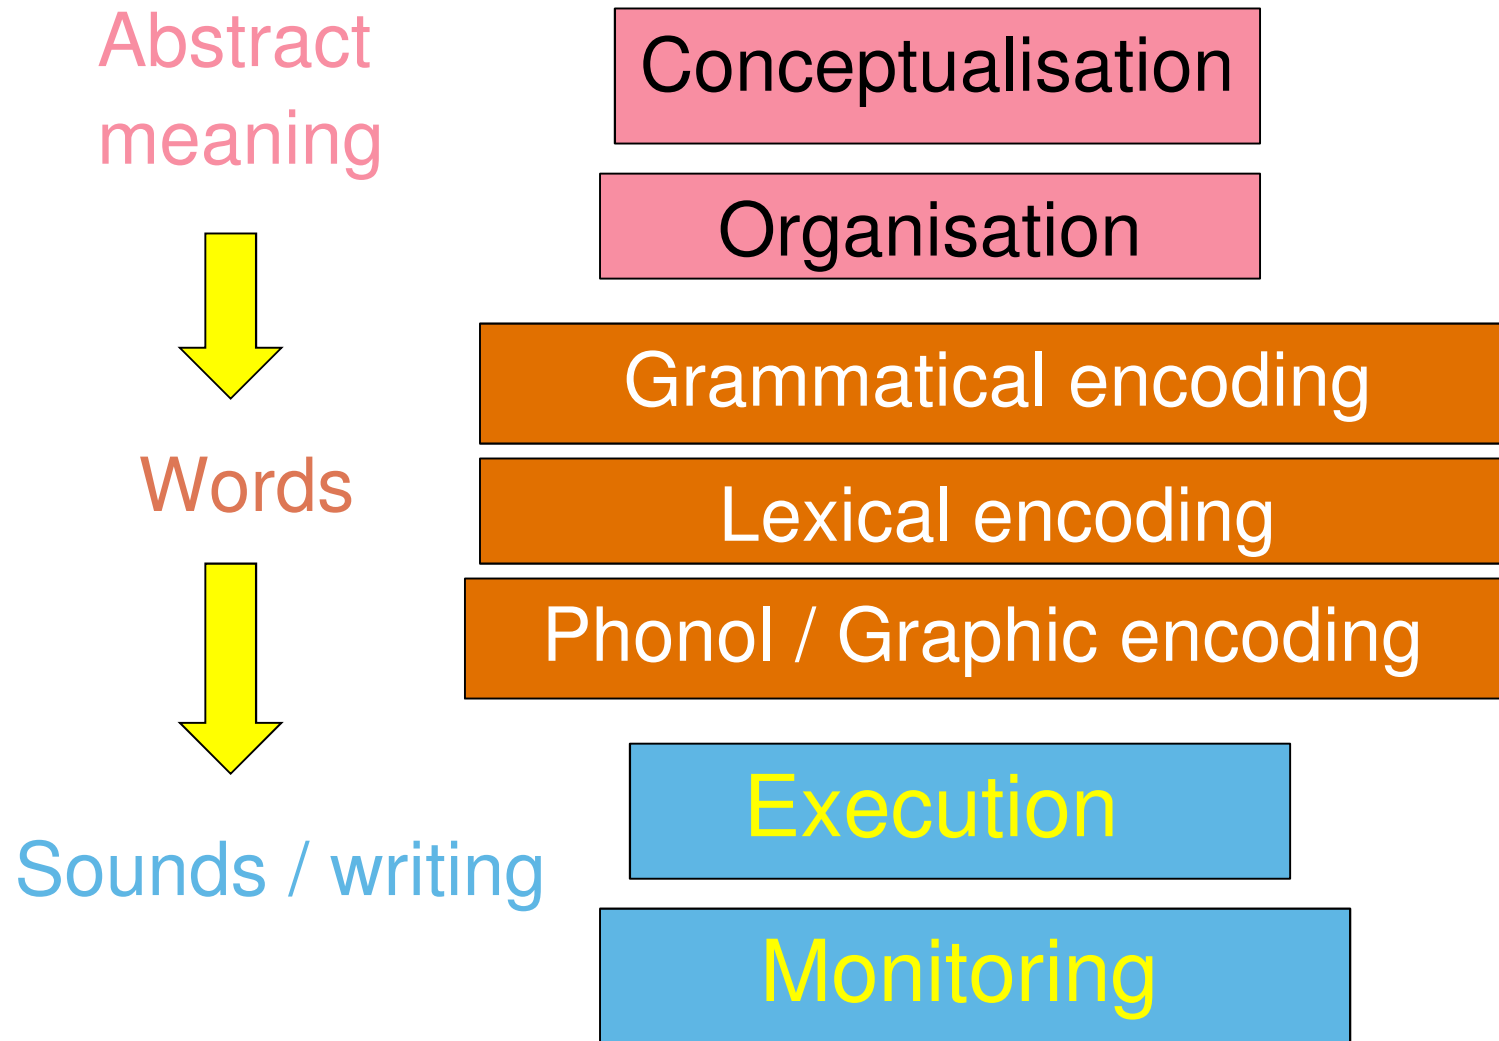 Abstract
meaning
Conceptualisation
Organisation
Grammatical encoding
Words
Lexical encoding
Phonol / Graphic encoding
Execution
Sounds / writing
Monitoring